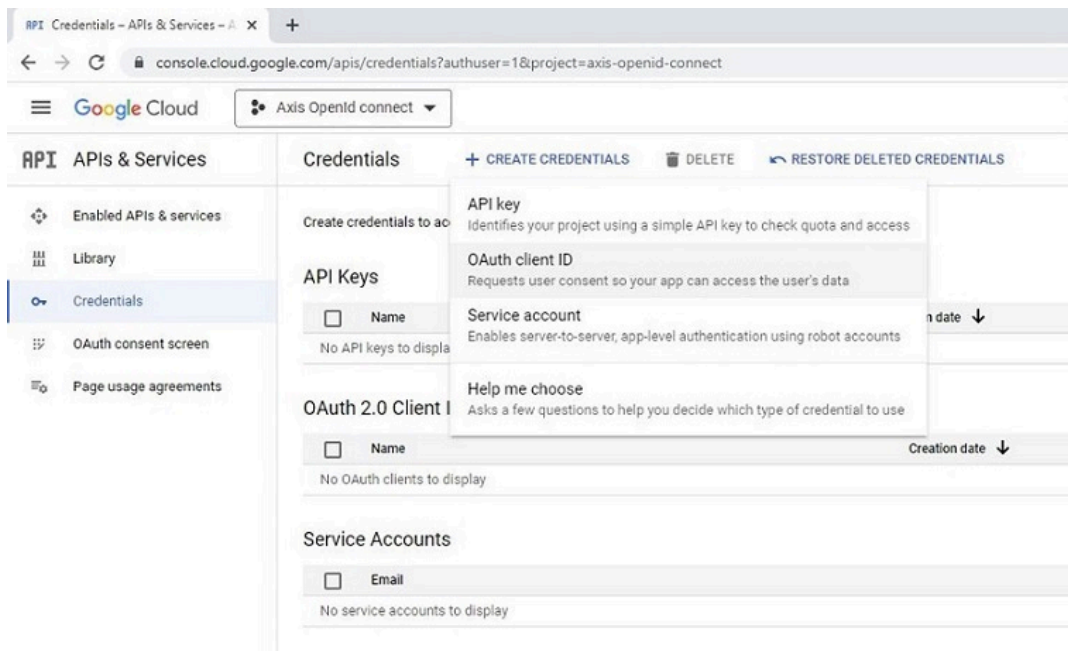 API Credentials – APIs & Services – A
console.cloud.google.com/apis/credentials?authuser=1&project=axis-openid-connect
Google Cloud
Axis OpenId connect
API APIs & Services
Credentials
CREATE CREDENTIALS
DELETE
RESTORE DELETED CREDENTIALS
Enabled APIs & services
Library
Credentials
OAuth consent screen
Page usage agreements
Create credentials to ac
API key
Identifies your project using a simple API key to check quota and access
OAuth client ID
Requests user consent so your app can access the user's data
Service account
Enables server-to-server, app-level authentication using robot accounts
Help me choose
Asks a few questions to help you decide which type of credential to use
API Keys
Name
n date
No API keys to displa
OAuth 2.0 Client I
Name
Creation date
No OAuth clients to display
Service Accounts
Email
No service accounts to display